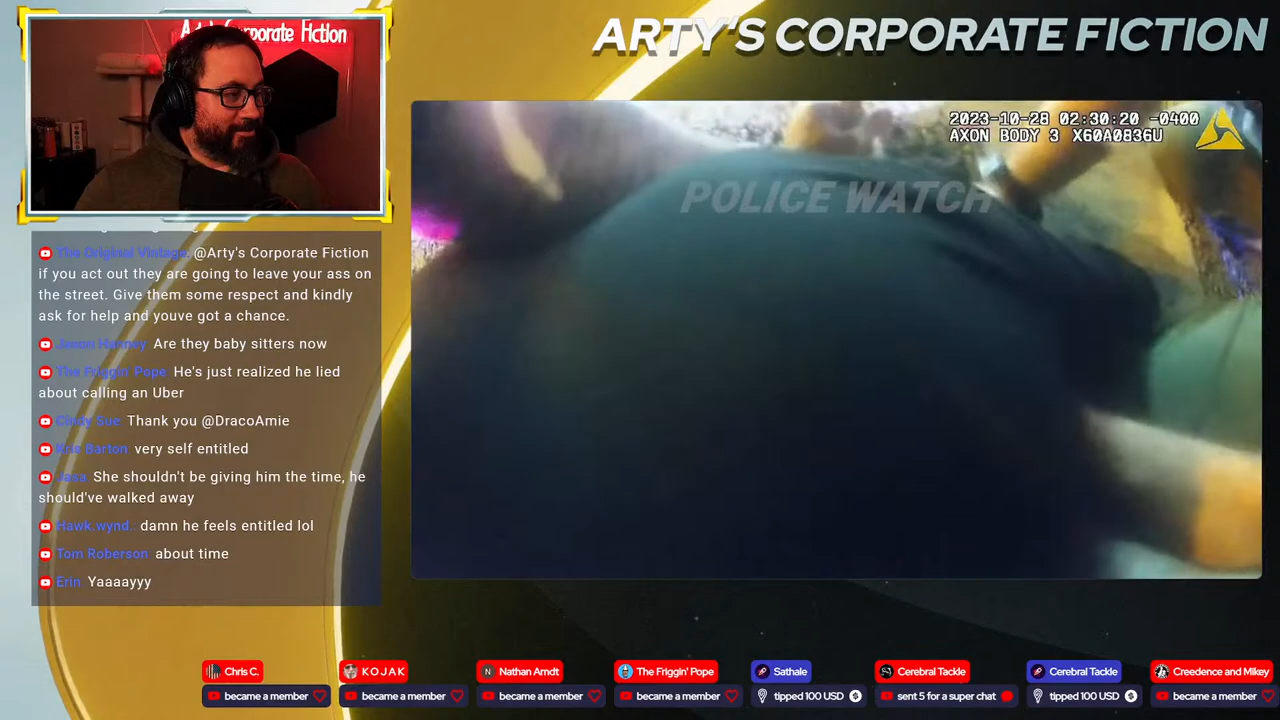 Arty's Corporate Fiction
ARTY'S CORPORATE FICTION
2023-10-28 02:30:20 -0400
AXON BODY 3 X60A0836U
POLICE WATCH
The Original Vintage: @Arty's Corporate Fiction
if you act out they are going to leave your ass on
the street. Give them some respect and kindly
ask for help and youve got a chance.
Are they baby sitters now
The Friggin' Pope He's just realized he lied
about calling an Uber
Cindy Sue Thank you @DracoAmie
Kris Barton very self entitled
She shouldn't be giving him the time, he
should've walked away
Hawk.wynd.: damn he feels entitled lol
Tom Roberson about time
Erin Yaaaayyy
Chris C.
became a member
KOJAK
became a member
Nathan Arndt
became a member
The Friggin' Pope
became a member
Sathale
tipped 100 USD
Cerebral Tackle
sent 5 for a super chat
Cerebral Tackle
tipped 100 USD
Creedence and Mikey
became a member